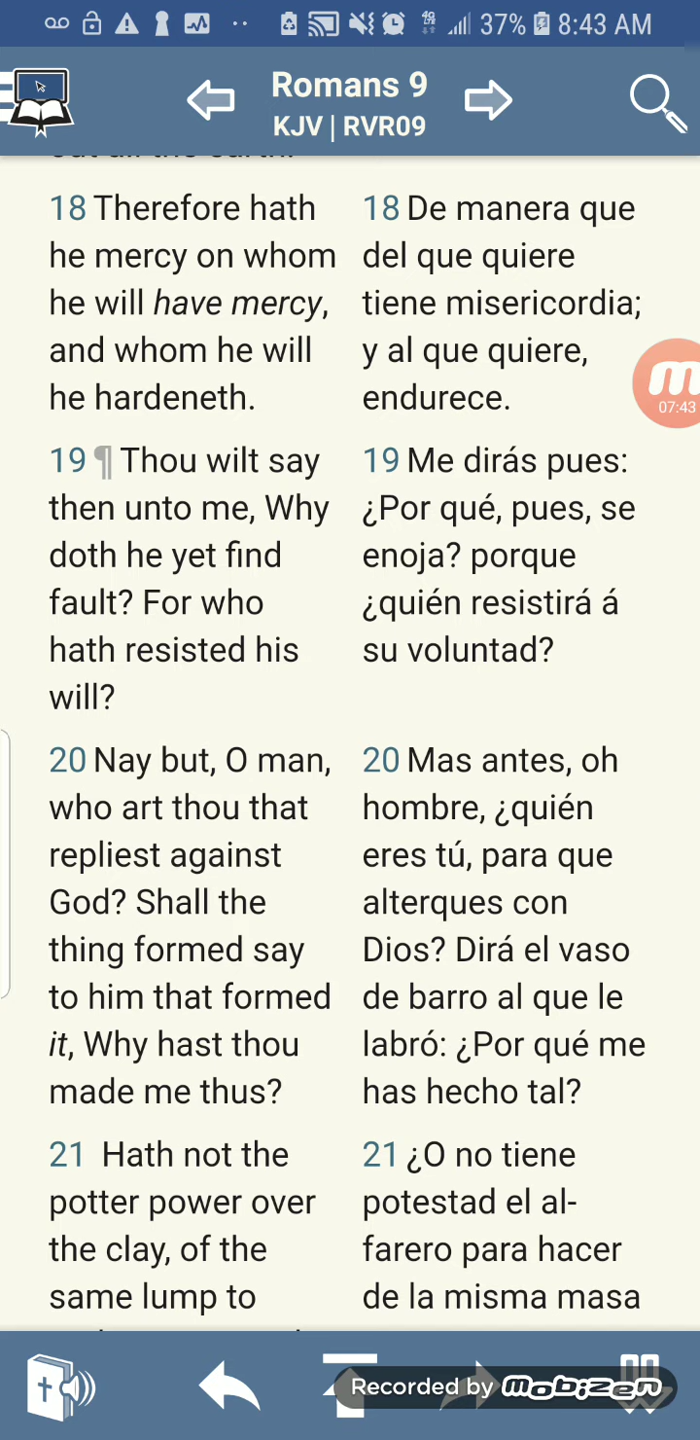 37% 8:43 AM
Romans 9
KJV | RVR09
18 Therefore hath
he mercy on whom
he will have mercy,
and whom he will
he hardeneth.
19 ¶ Thou wilt say
then unto me, Why
doth he yet find
fault? For who
hath resisted his
will?
20 Nay but, O man,
who art thou that
repliest against
God? Shall the
thing formed say
to him that formed
it, Why hast thou
made me thus?
21 Hath not the
potter power over
the clay, of the
same lump to
18 De manera que
del que quiere
tiene misericordia;
y al que quiere,
endurece.
19 Me dirás pues:
¿Por qué, pues, se
enoja? porque
¿quién resistirá á
su voluntad?
20 Mas antes, oh
hombre, ¿quién
eres tú, para que
alterques con
Dios? Dirá el vaso
de barro al que le
labró: ¿Por qué me
has hecho tal?
21 ¿O no tiene
potestad el al-
farero para hacer
de la misma masa
m
07:43
Recorded by mobizen